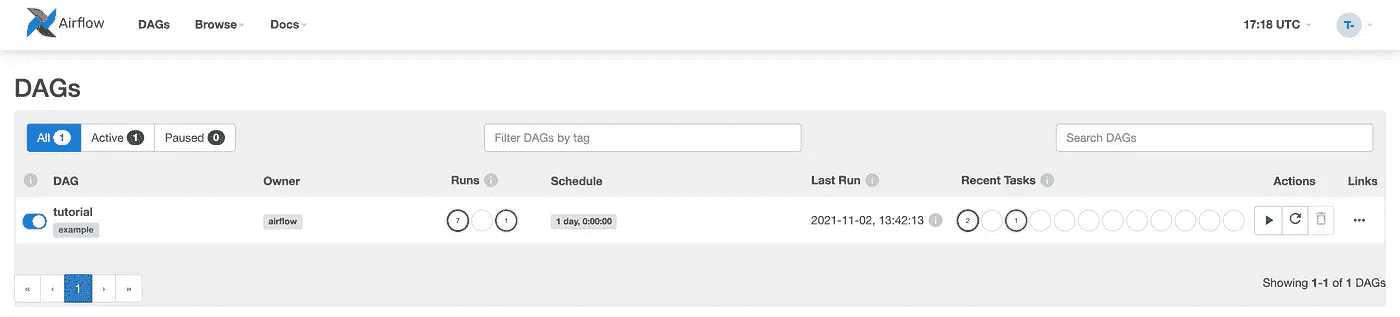 Airflow DAGs Browse Docs 17:18 UTC T-
DAGs
All 1 Active 1 Paused 0 Filter DAGs by tag Search DAGs
i DAG Owner Runs i Schedule Last Run i Recent Tasks i Actions Links
tutorial
example airflow 7 1 1 day, 0:00:00 2021-11-02, 13:42:13 i 2 1 ...
« ‹ 1 › » Showing 1-1 of 1 DAGs